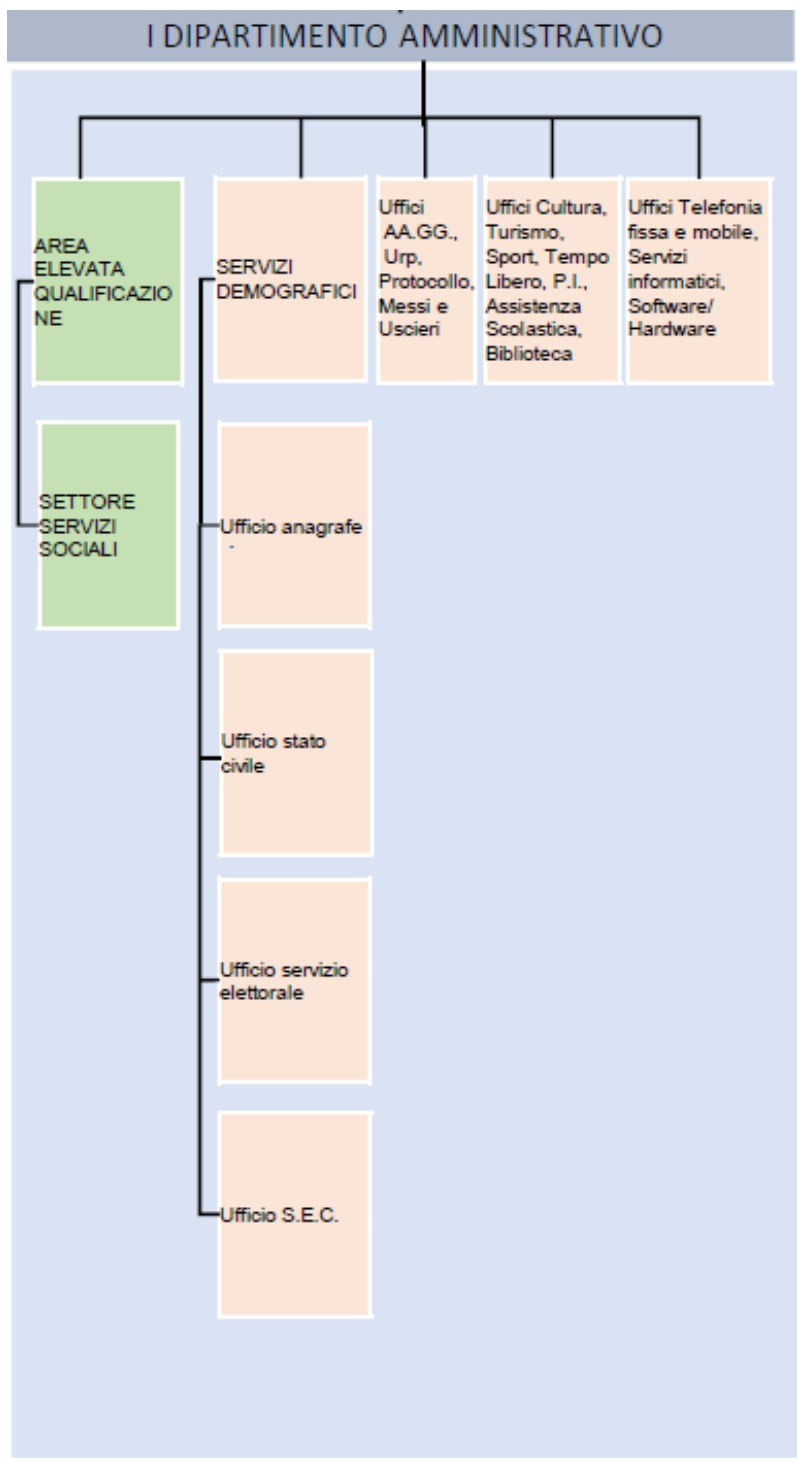 I DIPARTIMENTO AMMINISTRATIVO
AREA
ELEVATA
QUALIFICAZIO
NE
SERVIZI
DEMOGRAFICI
Uffici
AA.GG.,
Urp,
Protocollo,
Messi e
Uscieri
Uffici Cultura,
Turismo,
Sport, Tempo
Libero, P.I.,
Assistenza
Scolastica,
Biblioteca
Uffici Telefonia
fissa e mobile,
Servizi
informatici,
Software/
Hardware
SETTORE
SERVIZI
SOCIALI
Ufficio anagrafe
Ufficio stato
civile
Ufficio servizio
elettorale
Ufficio S.E.C.